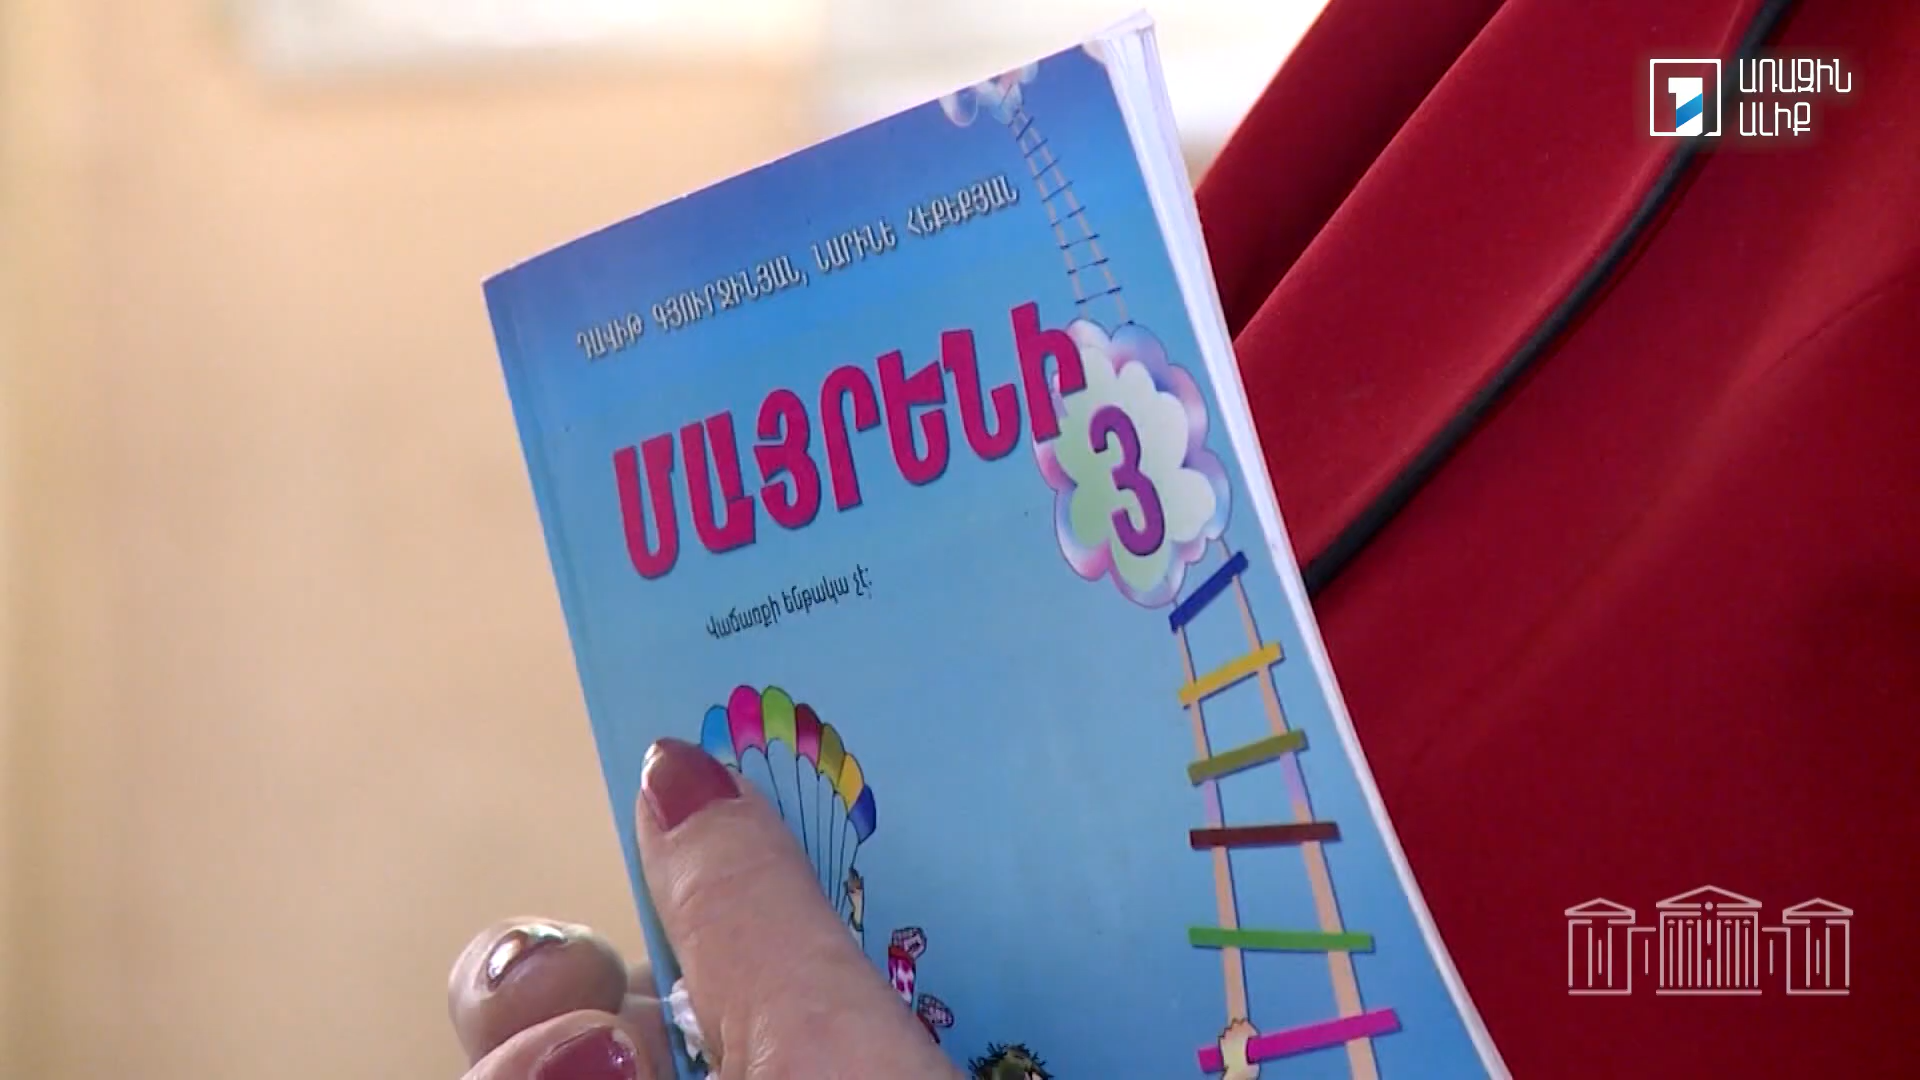 ԱՌԱՋԻՆ
ԱԼԻՔ
ԴԱՎԻԹ ԳՅՈՒՐՋԻՆՅԱՆ, ՆԱՐԻՆԵ ՀԵՔԵՔՅԱՆ
ՄԱՅՐԵՆԻ
3
Վաճառքի ենթակա չէ: